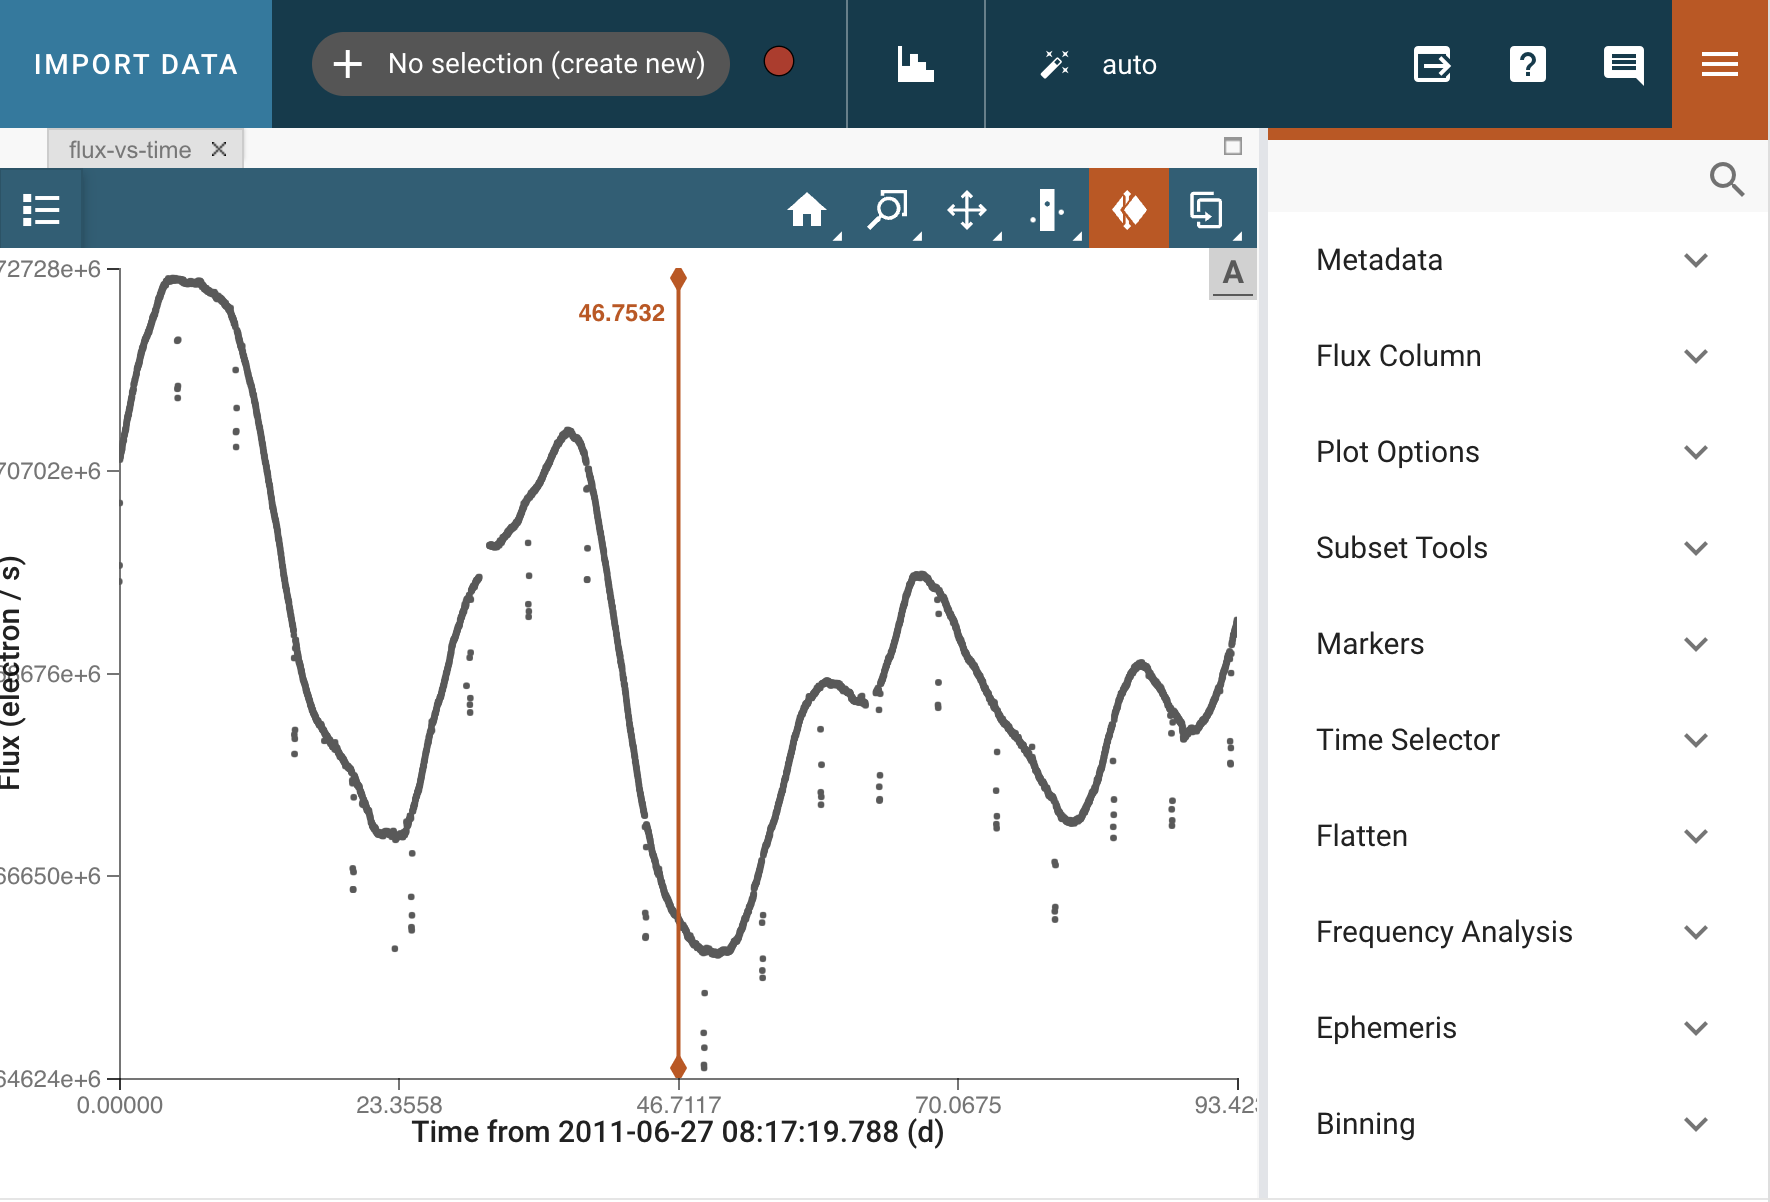 IMPORT DATA
No selection (create new)
auto
flux-vs-time
A
72728e+6
46.7532
70702e+6
676e+6
66650e+6
64624e+6
Flux (electron / s)
0.00000 23.3558 46.7117 70.0675 93.423
Time from 2011-06-27 08:17:19.788 (d)
Metadata
Flux Column
Plot Options
Subset Tools
Markers
Time Selector
Flatten
Frequency Analysis
Ephemeris
Binning